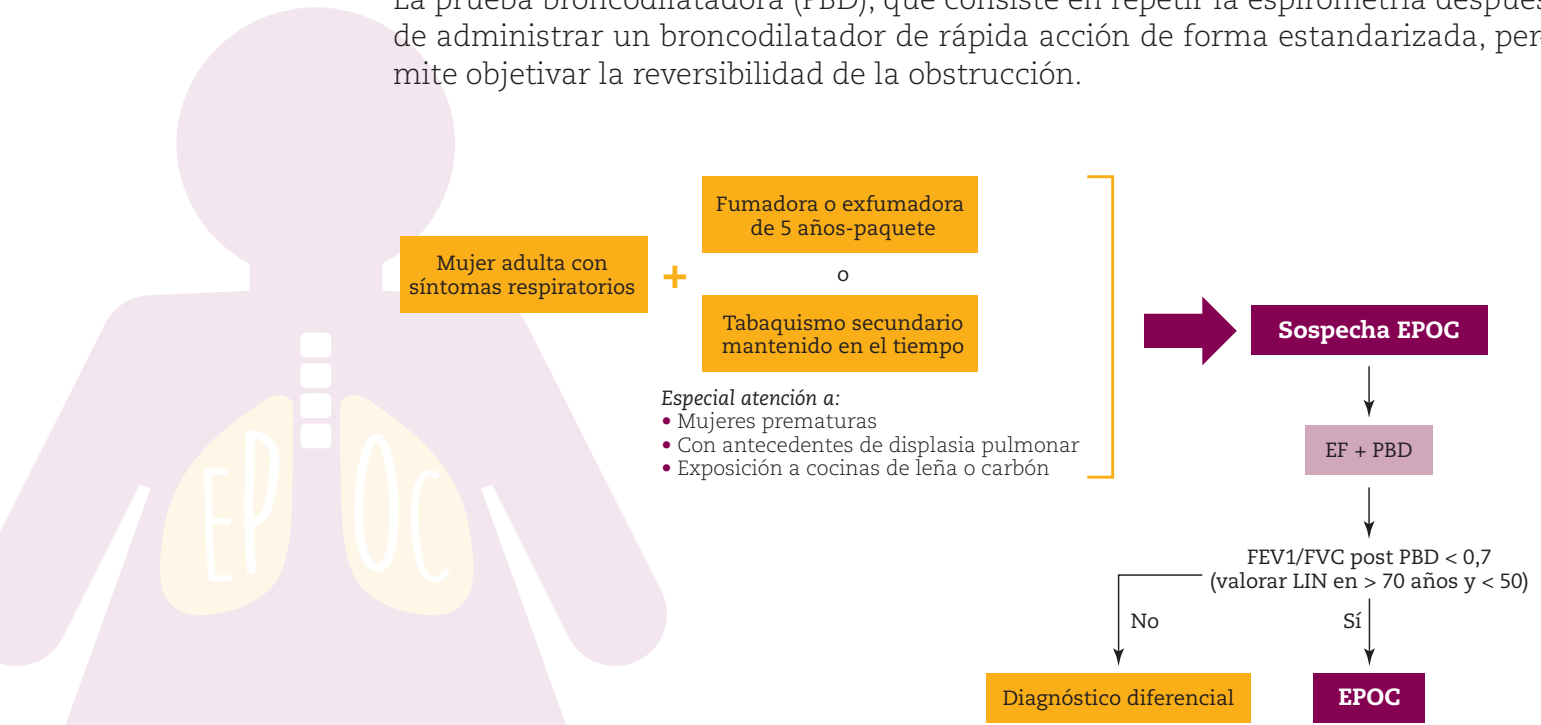 La prueba broncodilatadora (PBD), que consiste en repetir la espirometría después
de administrar un broncodilatador de rápida acción de forma estandarizada, per-
mite objetivar la reversibilidad de la obstrucción.
Mujer adulta con
síntomas respiratorios
+
Fumadora o exfumadora
de 5 años-paquete
o
Tabaquismo secundario
mantenido en el tiempo
Especial atención a:
• Mujeres prematuras
• Con antecedentes de displasia pulmonar
• Exposición a cocinas de leña o carbón
Sospecha EPOC
EF + PBD
FEV1/FVC post PBD < 0,7
(valorar LIN en > 70 años y < 50)
No
Sí
Diagnóstico diferencial
EPOC
EPOC